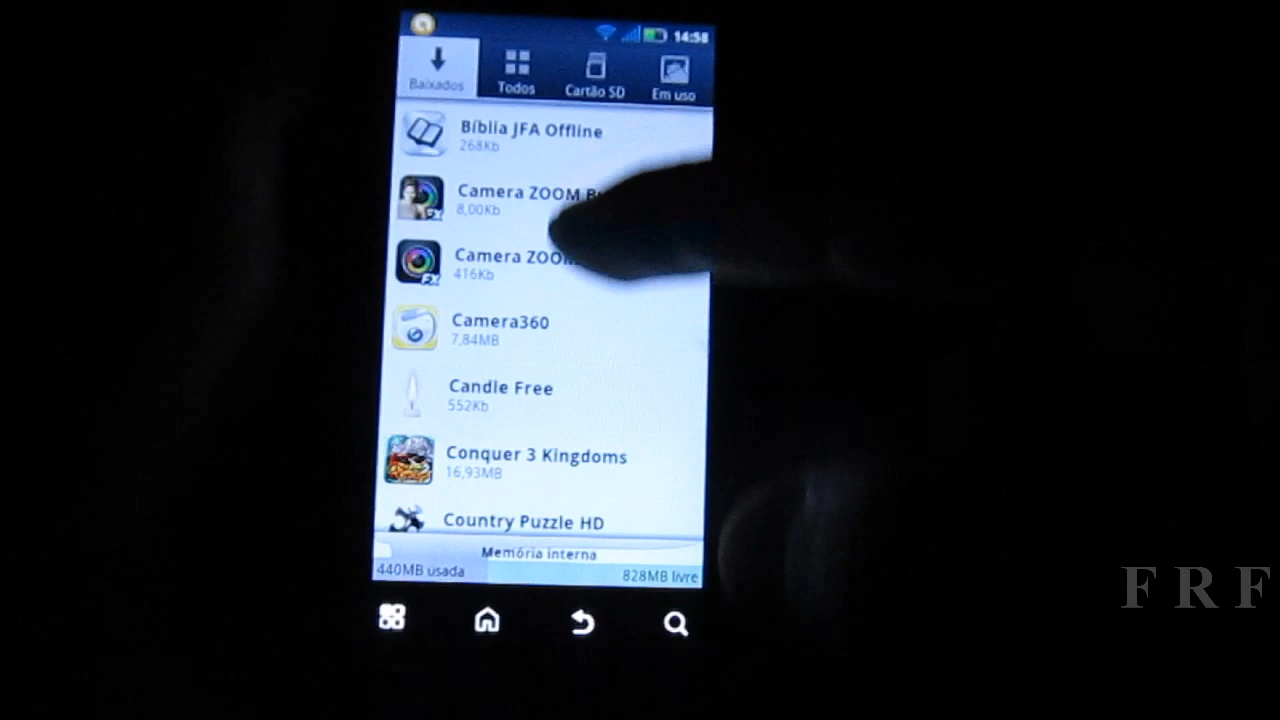 14:58
Baixados
Todos
Cartão SD
Em uso
Bíblia JFA Offline
268Kb
Camera ZOOM
8,00Kb
FX
Camera
416Kb
FX
Camera360
7,84MB
Candle Free
552Kb
Conquer 3 Kingdoms
16,93MB
Country Puzzle HD
Memória interna
440MB usada
828MB livre
F R F